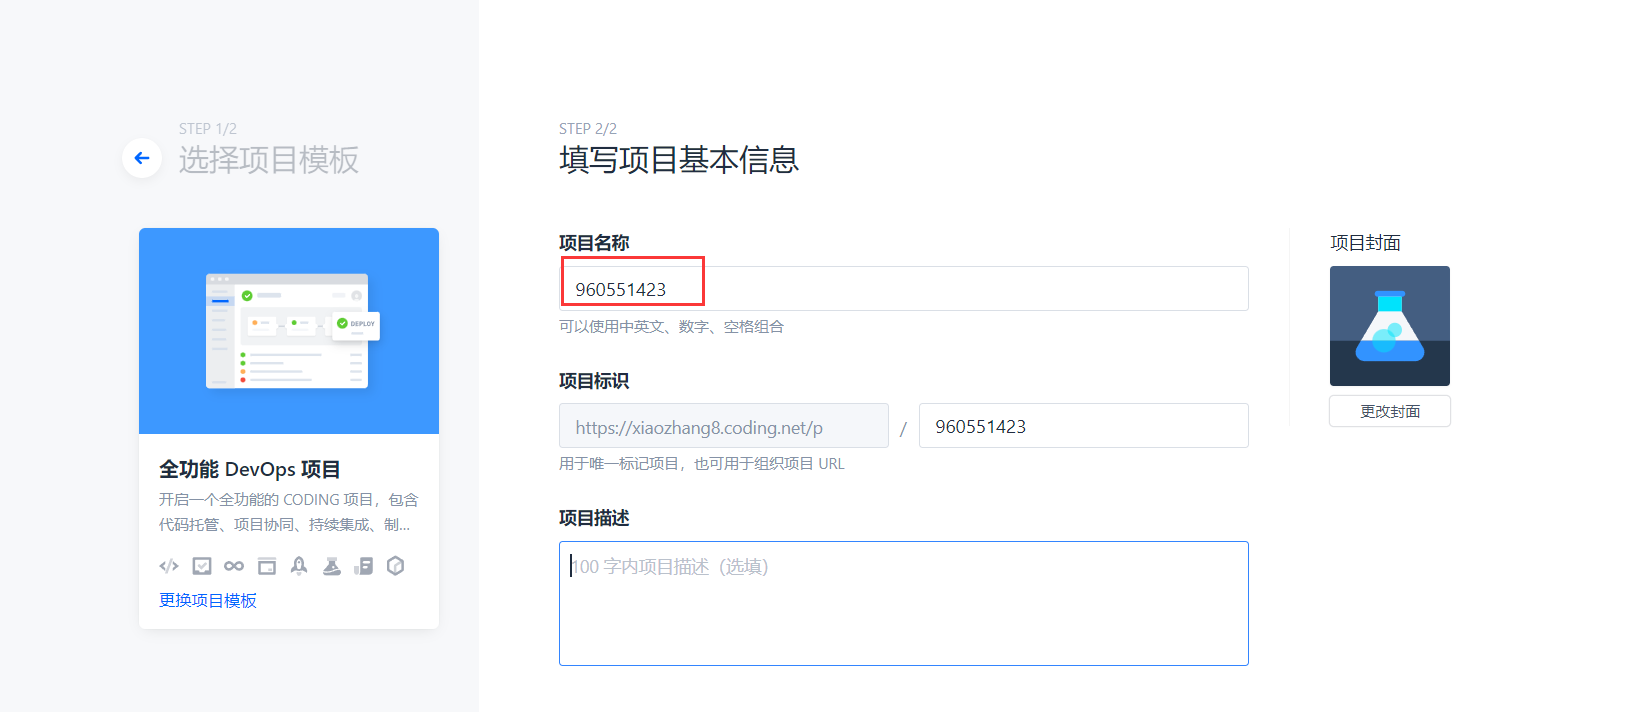 STEP 1/2
选择项目模板
DEPLOY
全功能 DevOps 项目
开启一个全功能的 CODING 项目，包含
代码托管、项目协同、持续集成、制...
更换项目模板
STEP 2/2
填写项目基本信息
项目名称
960551423
可以使用中英文、数字、空格组合
项目标识
https://xiaozhang8.coding.net/p / 960551423
用于唯一标记项目，也可用于组织项目 URL
项目描述
100 字内项目描述（选填）
项目封面
更改封面